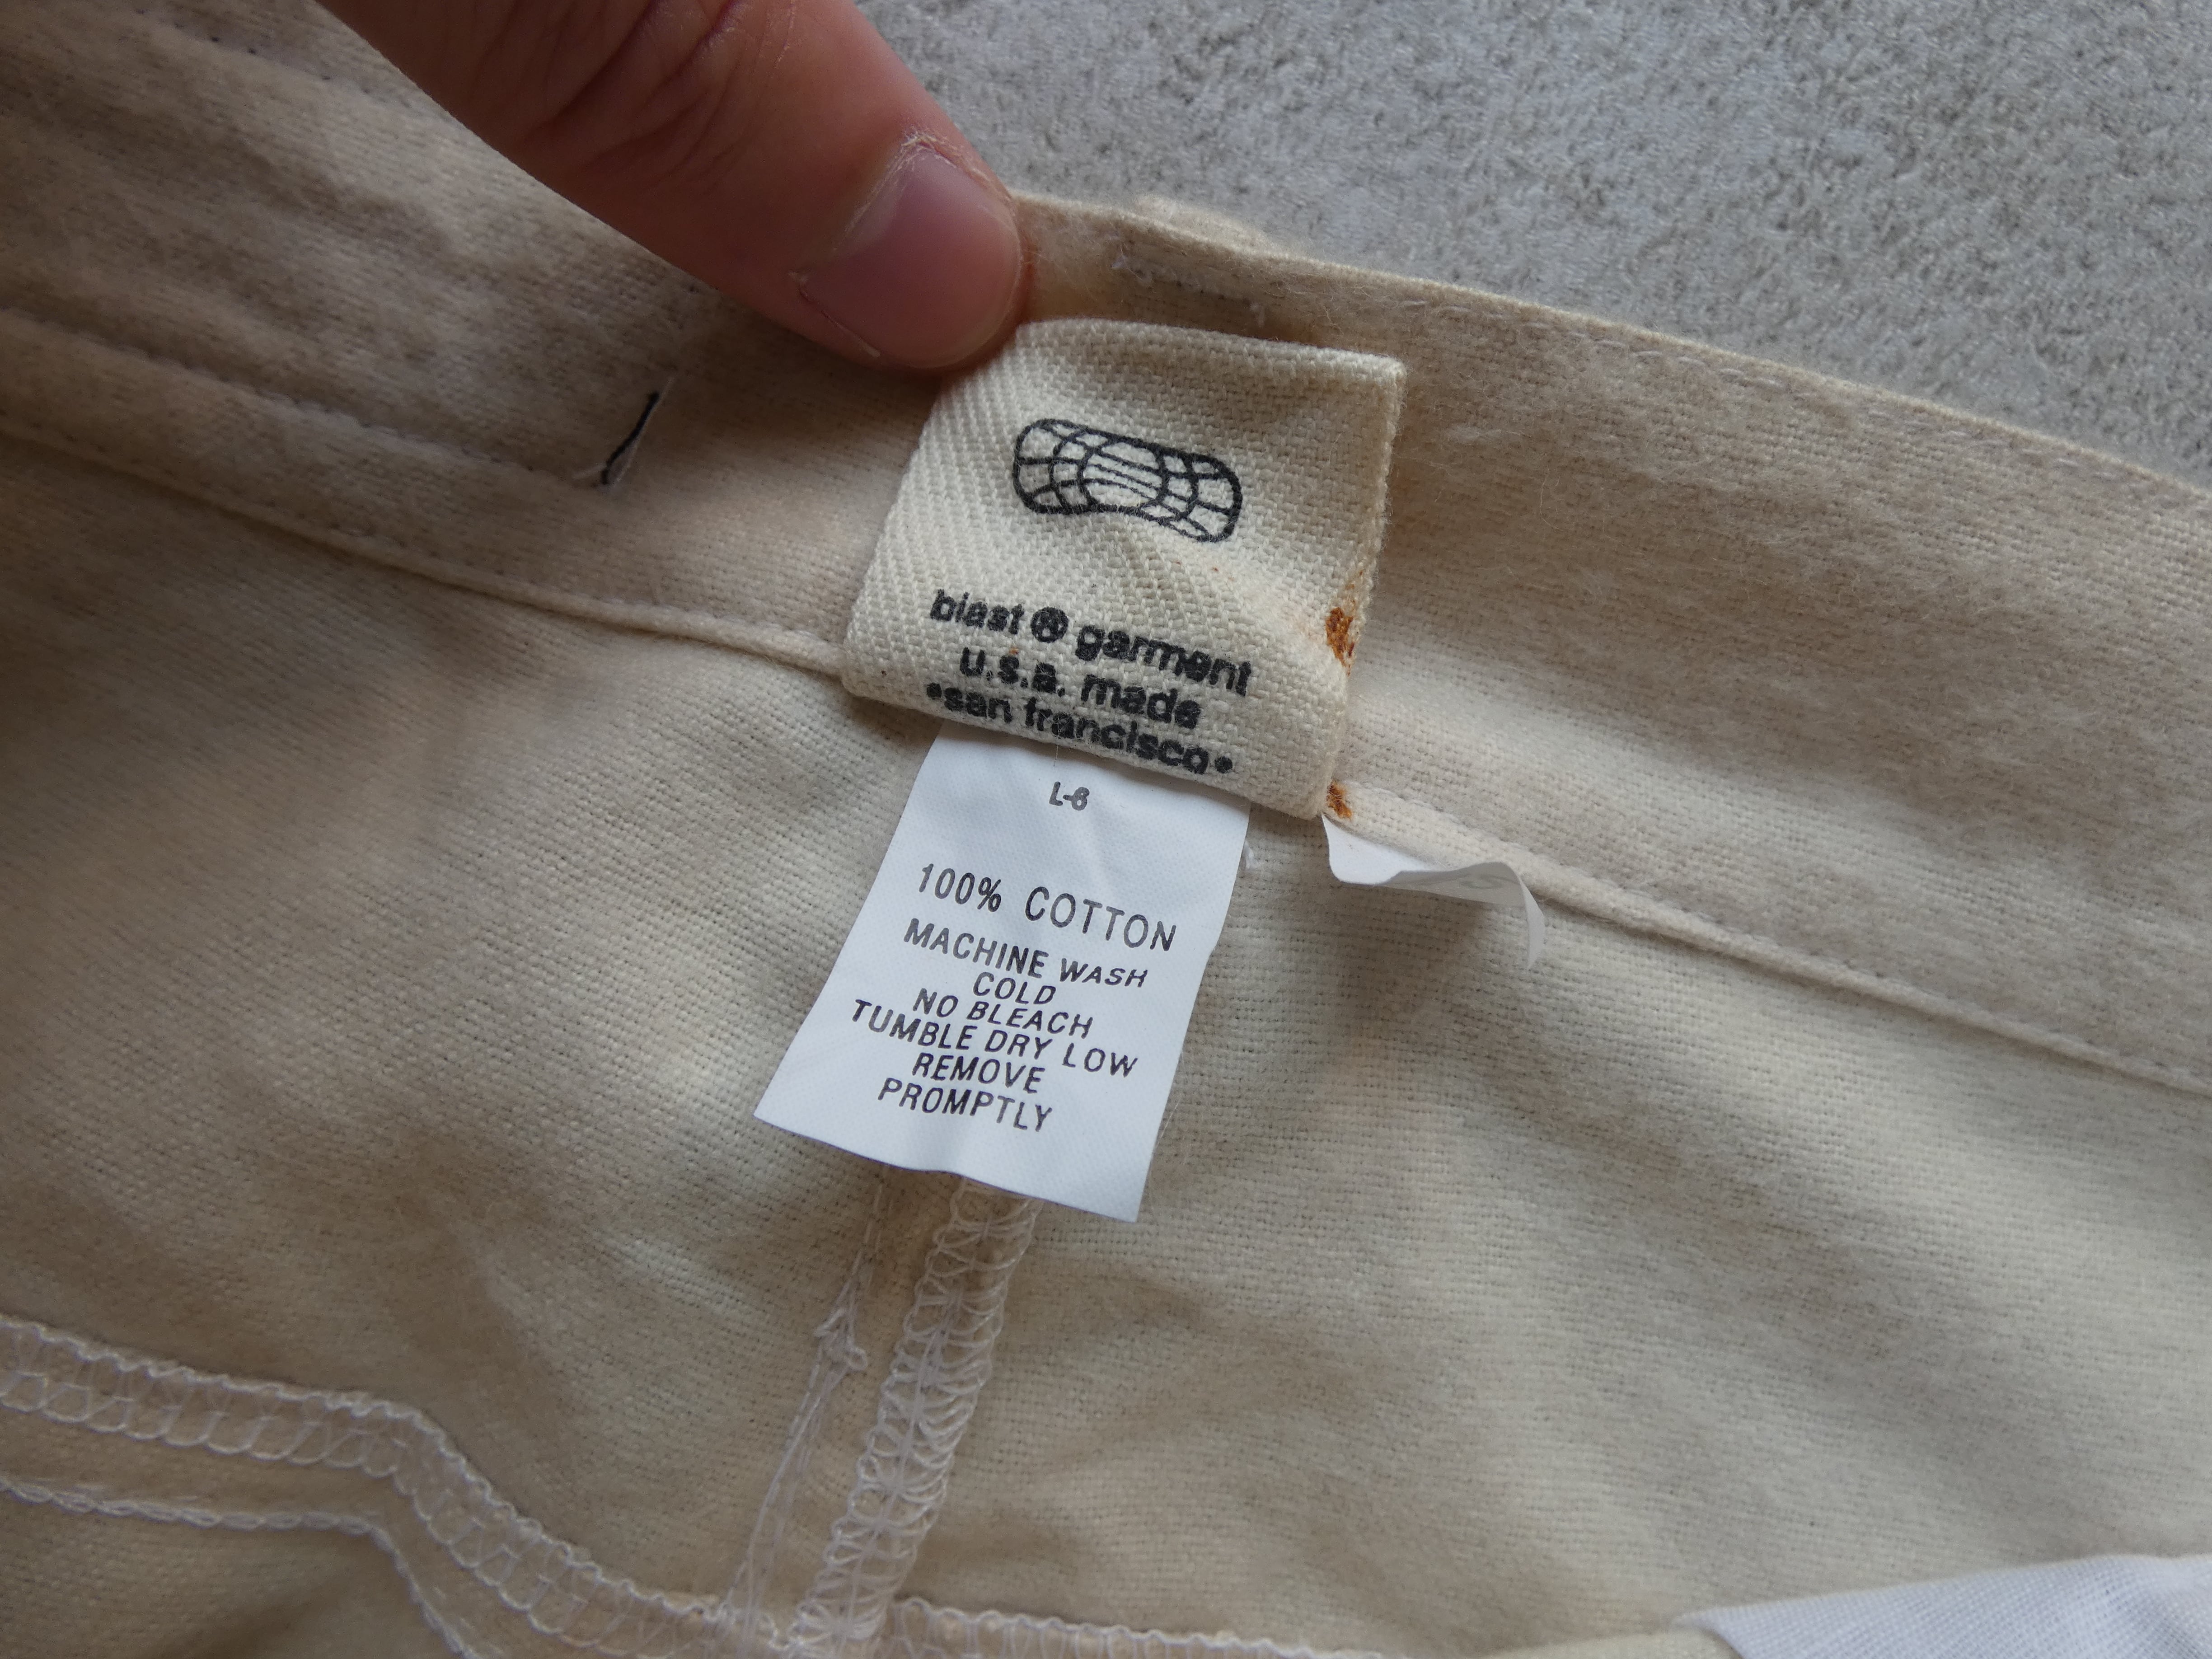 blast ® garment
u.s.a. made
•san francisco•
L-6
100% COTTON
MACHINE WASH
COLD
NO BLEACH
TUMBLE DRY LOW
REMOVE
PROMPTLY